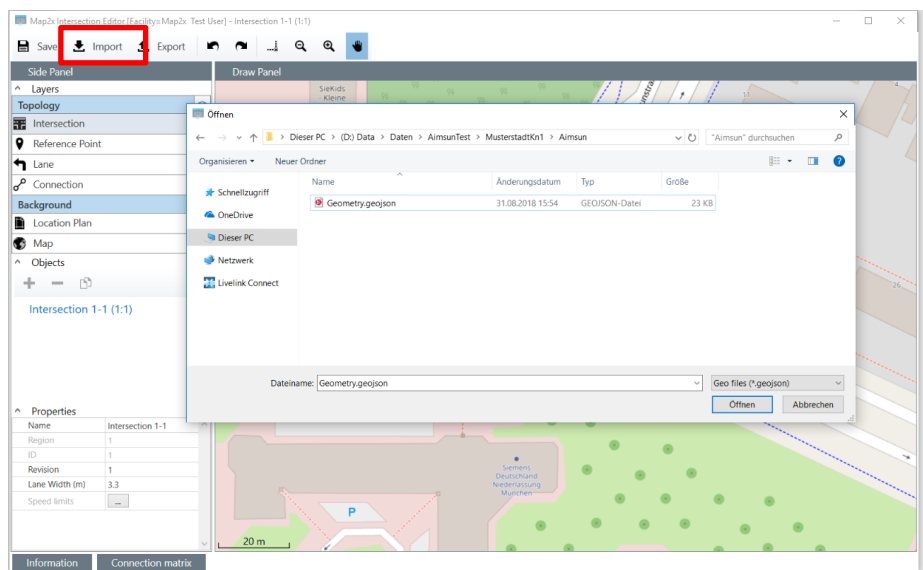 Map2x Intersection Editor [Facility=Map2x Test User] - Intersection 1-1 (1:1)
Save Import Export
Side Panel
Draw Panel
Layers
Topology
Intersection
Reference Point
Lane
Connection
Background
Location Plan
Map
Objects
Intersection 1-1 (1:1)
Properties
Name Intersection 1-1
Region 1
ID 1
Revision 1
Lane Width (m) 3.3
Speed limits ...
Information Connection matrix
SieKids
Kleine
11
4
26
Öffnen
Dieser PC > (D:) Data > Daten > AimsunTest > MusterstadtKn1 > Aimsun
"Aimsun" durchsuchen
Organisieren Neuer Ordner
Name Änderungsdatum Typ Größe
Geometry.geojson 31.08.2018 15:54 GEOJSON-Datei 23 KB
Schnellzugriff
OneDrive
Dieser PC
Netzwerk
Livelink Connect
Dateiname: Geometry.geojson
Geo files (*.geojson)
Öffnen Abbrechen
Siemens
Deutschland
Niederlassung
München
P
20 m